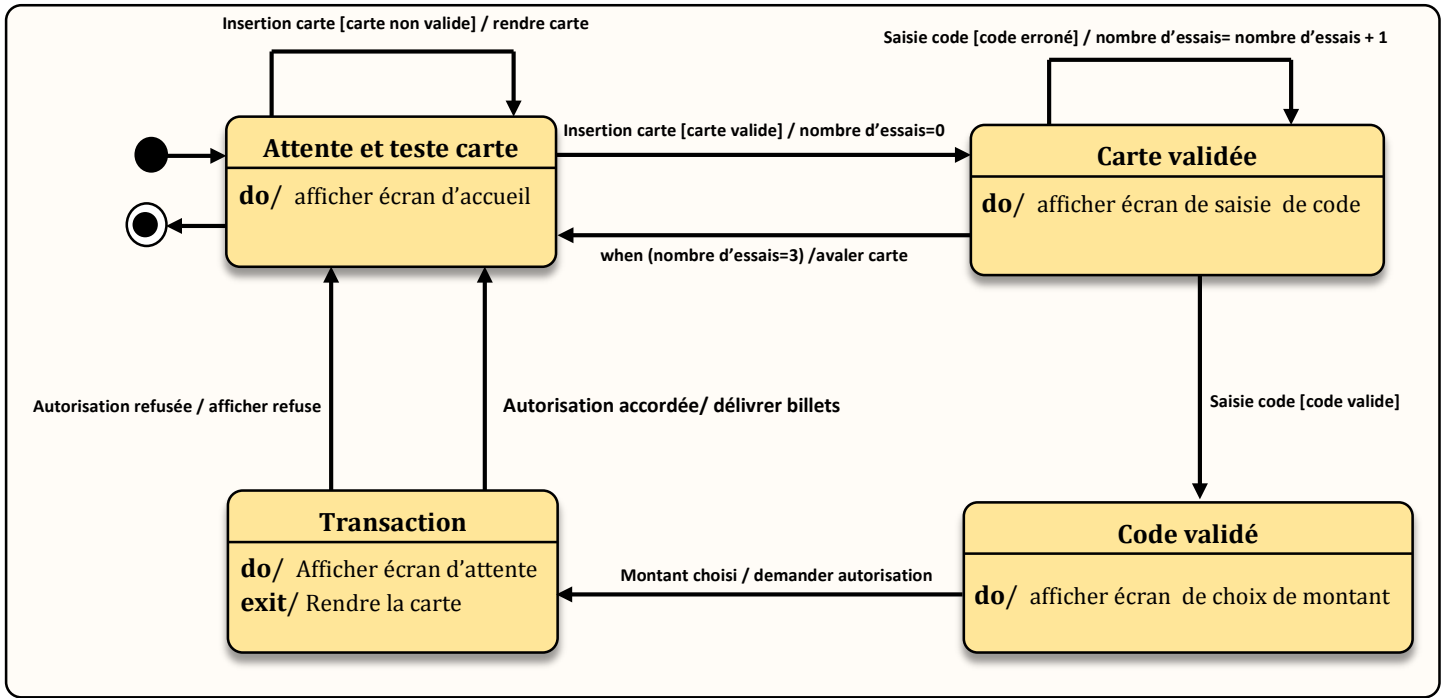 Insertion carte [carte non valide] / rendre carte
Saisie code [code erroné] / nombre d’essais= nombre d’essais + 1
Attente et teste carte
do/ afficher écran d’accueil
Insertion carte [carte valide] / nombre d’essais=0
Carte validée
do/ afficher écran de saisie de code
when (nombre d’essais=3) /avaler carte
Autorisation refusée / afficher refuse
Autorisation accordée/ délivrer billets
Saisie code [code valide]
Transaction
do/ Afficher écran d’attente
exit/ Rendre la carte
Montant choisi / demander autorisation
Code validé
do/ afficher écran de choix de montant